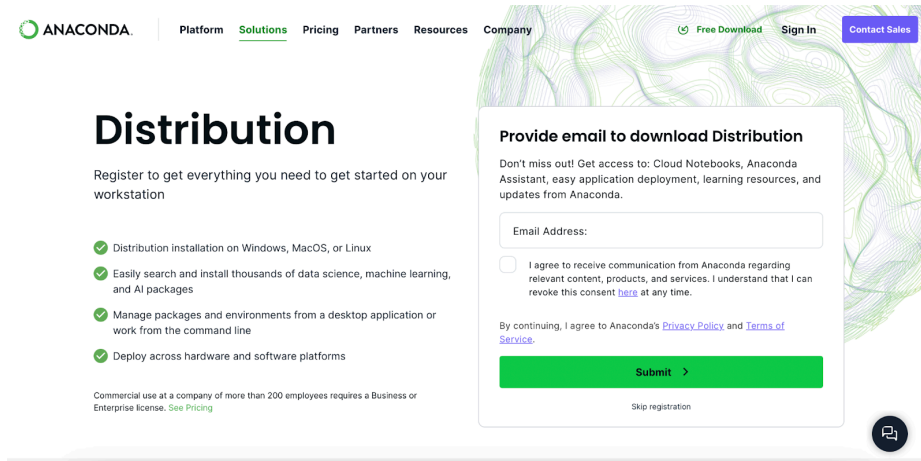 ANACONDA.
Platform Solutions Pricing Partners Resources Company
Free Download Sign In Contact Sales
Distribution
Register to get everything you need to get started on your
workstation
Distribution installation on Windows, MacOS, or Linux
Easily search and install thousands of data science, machine learning,
and AI packages
Manage packages and environments from a desktop application or
work from the command line
Deploy across hardware and software platforms
Commercial use at a company of more than 200 employees requires a Business or
Enterprise license. See Pricing
Provide email to download Distribution
Don’t miss out! Get access to: Cloud Notebooks, Anaconda
Assistant, easy application deployment, learning resources, and
updates from Anaconda.
Email Address:
I agree to receive communication from Anaconda regarding
relevant content, products, and services. I understand that I can
revoke this consent here at any time.
By continuing, I agree to Anaconda’s Privacy Policy and Terms of
Service.
Submit
Skip registration